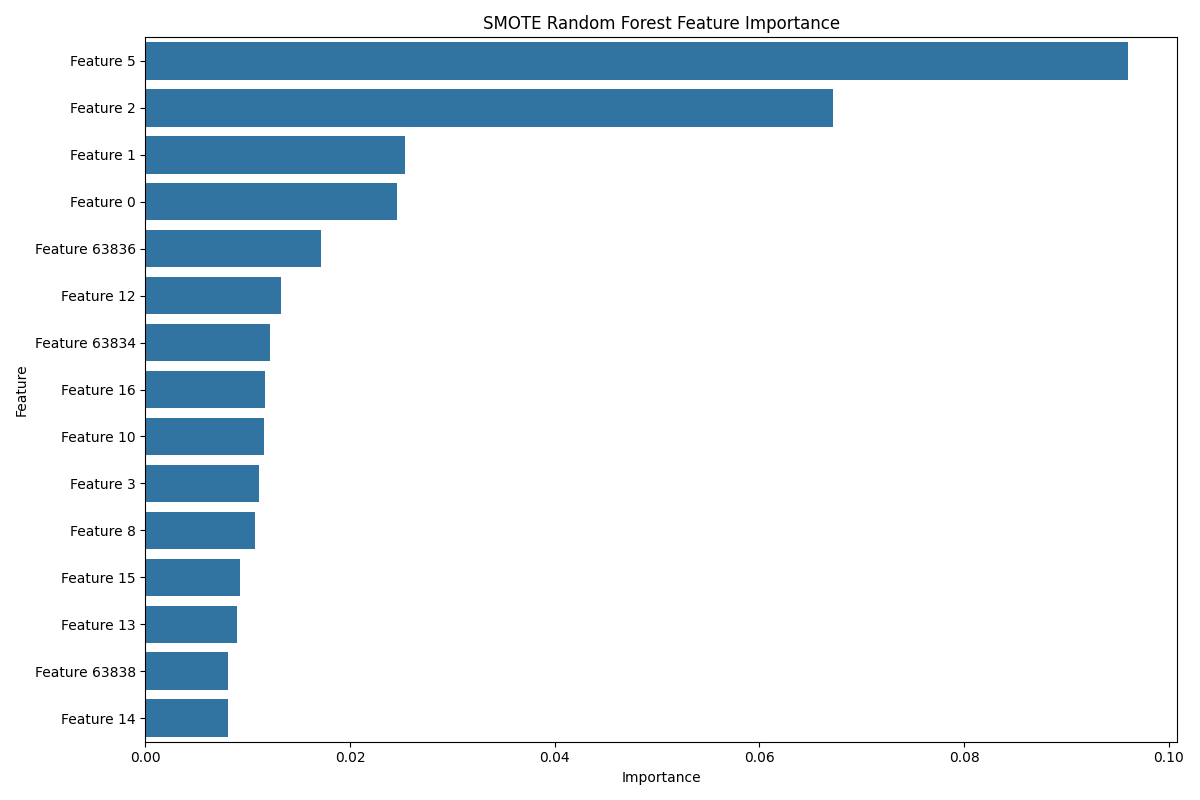 SMOTE Random Forest Feature Importance
Feature 5
Feature 2
Feature 1
Feature 0
Feature 63836
Feature 12
Feature 63834
Feature 16
Feature 10
Feature 3
Feature 8
Feature 15
Feature 13
Feature 63838
Feature 14
Feature
0.00 0.02 0.04 0.06 0.08 0.10
Importance